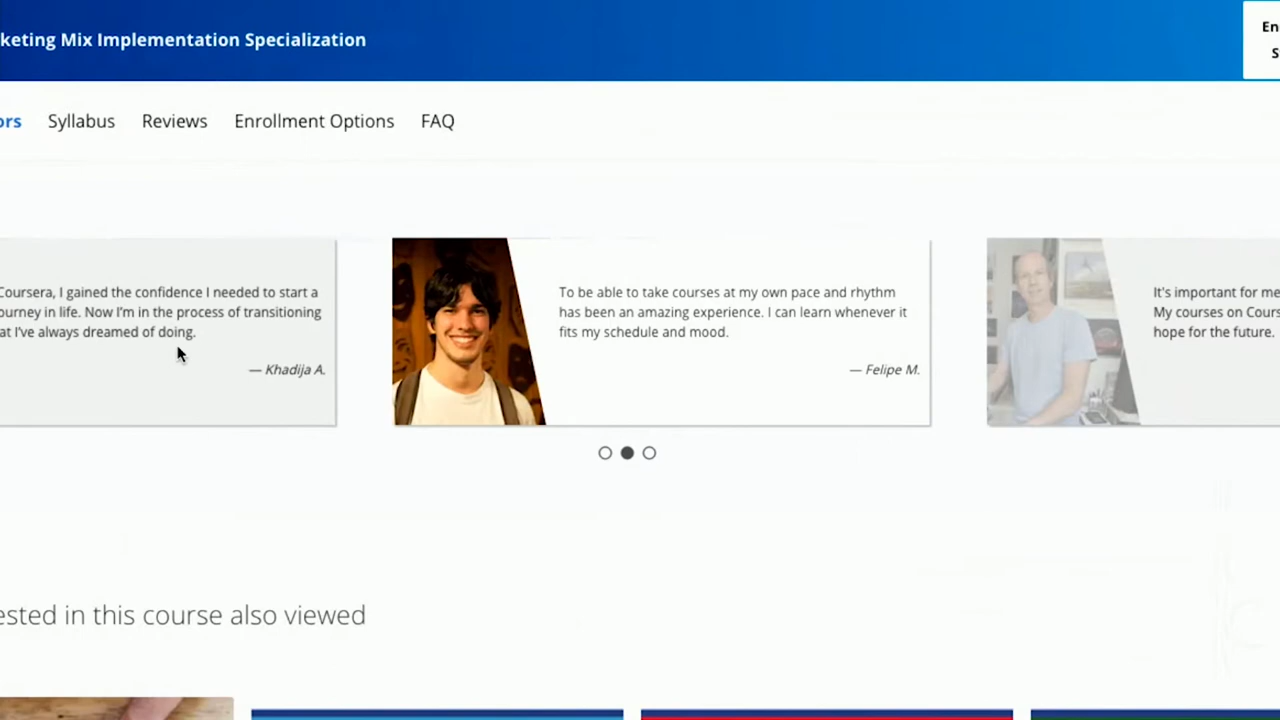 keting Mix Implementation Specialization
En
S
ors
Syllabus
Reviews
Enrollment Options
FAQ
Coursera, I gained the confidence I needed to start a
ourney in life. Now I'm in the process of transitioning
at I've always dreamed of doing.
— Khadija A.
To be able to take courses at my own pace and rhythm
has been an amazing experience. I can learn whenever it
fits my schedule and mood.
— Felipe M.
It's important for me
My courses on Cours
hope for the future.
ested in this course also viewed